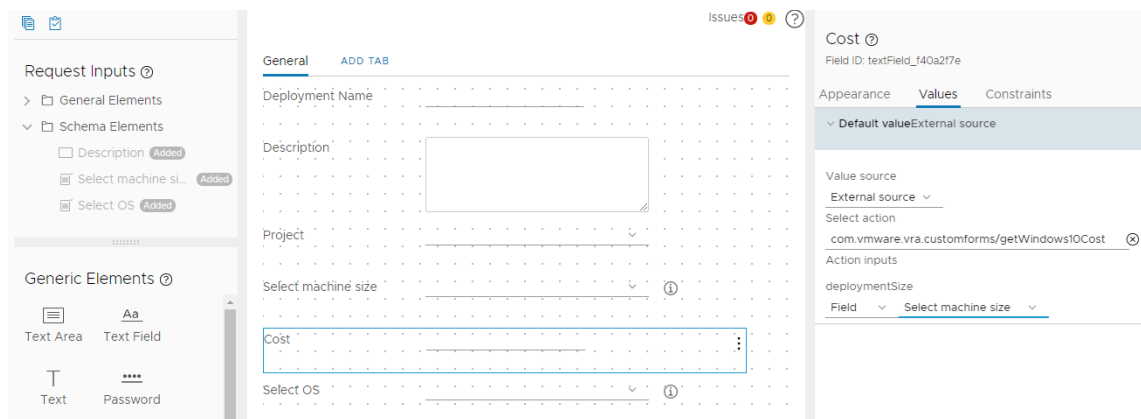 Issues 0 0
Request Inputs
General Elements
Schema Elements
Description Added
Select machine si... Added
Select OS Added
Generic Elements
Aa
Text Area Text Field
Text Password
General ADD TAB
Deployment Name
Description
Project
Select machine size
Cost
Select OS
Cost
Field ID: textField_f40a2f7e
Appearance Values Constraints
Default valueExternal source
Value source
External source
Select action
com.vmware.vra.customforms/getWindows10Cost
Action inputs
deploymentSize
Field Select machine size